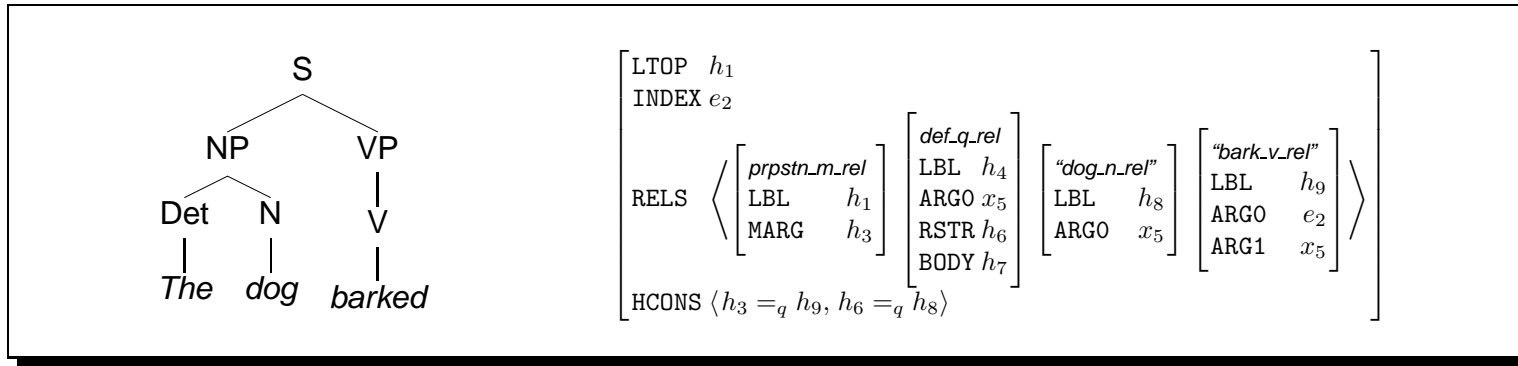 S
NP VP
Det N V
The dog barked
LTOP h1
INDEX e2
RELS ⟨ [prpstn_m_rel LBL h1 MARG h3] [def_q_rel LBL h4 ARG0 x5 RSTR h6 BODY h7] [“dog_n_rel” LBL h8 ARG0 x5] [“bark_v_rel” LBL h9 ARG0 e2 ARG1 x5] ⟩
HCONS ⟨h3 =q h9, h6 =q h8⟩